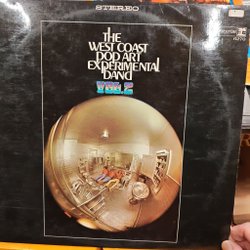 STEREO
THE
WEST COAST
POP ART
EXPERIMENTAL
BAND
VOL.2